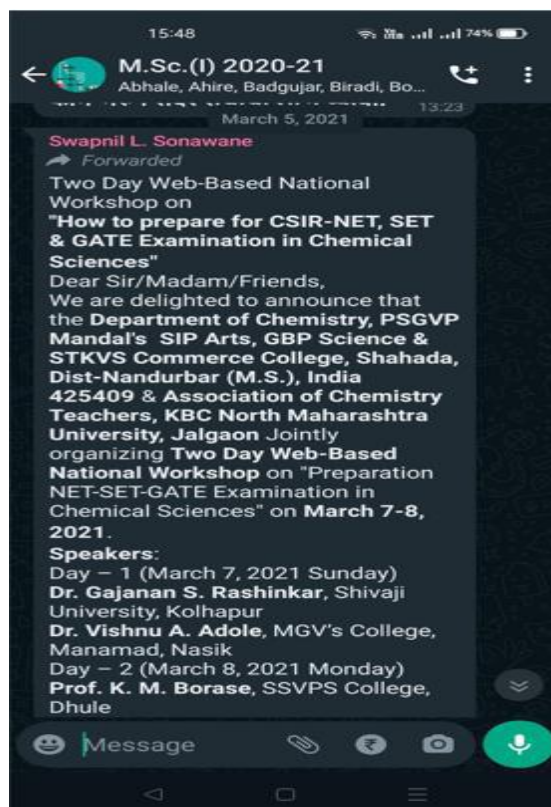 15:48
74%
M.Sc.(I) 2020-21
Abhale, Ahire, Badgujar, Biradi, Bo...
13:23
March 5, 2021
Swapnil L. Sonawane
Forwarded
Two Day Web-Based National
Workshop on
"How to prepare for CSIR-NET, SET
& GATE Examination in Chemical
Sciences"
Dear Sir/Madam/Friends,
We are delighted to announce that
the Department of Chemistry, PSGVP
Mandal's SIP Arts, GBP Science &
STKVS Commerce College, Shahada,
Dist-Nandurbar (M.S.), India
425409 & Association of Chemistry
Teachers, KBC North Maharashtra
University, Jalgaon Jointly
organizing Two Day Web-Based
National Workshop on "Preparation
NET-SET-GATE Examination in
Chemical Sciences" on March 7-8,
2021.
Speakers:
Day – 1 (March 7, 2021 Sunday)
Dr. Gajanan S. Rashinkar, Shivaji
University, Kolhapur
Dr. Vishnu A. Adole, MGV's College,
Manamad, Nasik
Day – 2 (March 8, 2021 Monday)
Prof. K. M. Borase, SSVPS College,
Dhule
Message